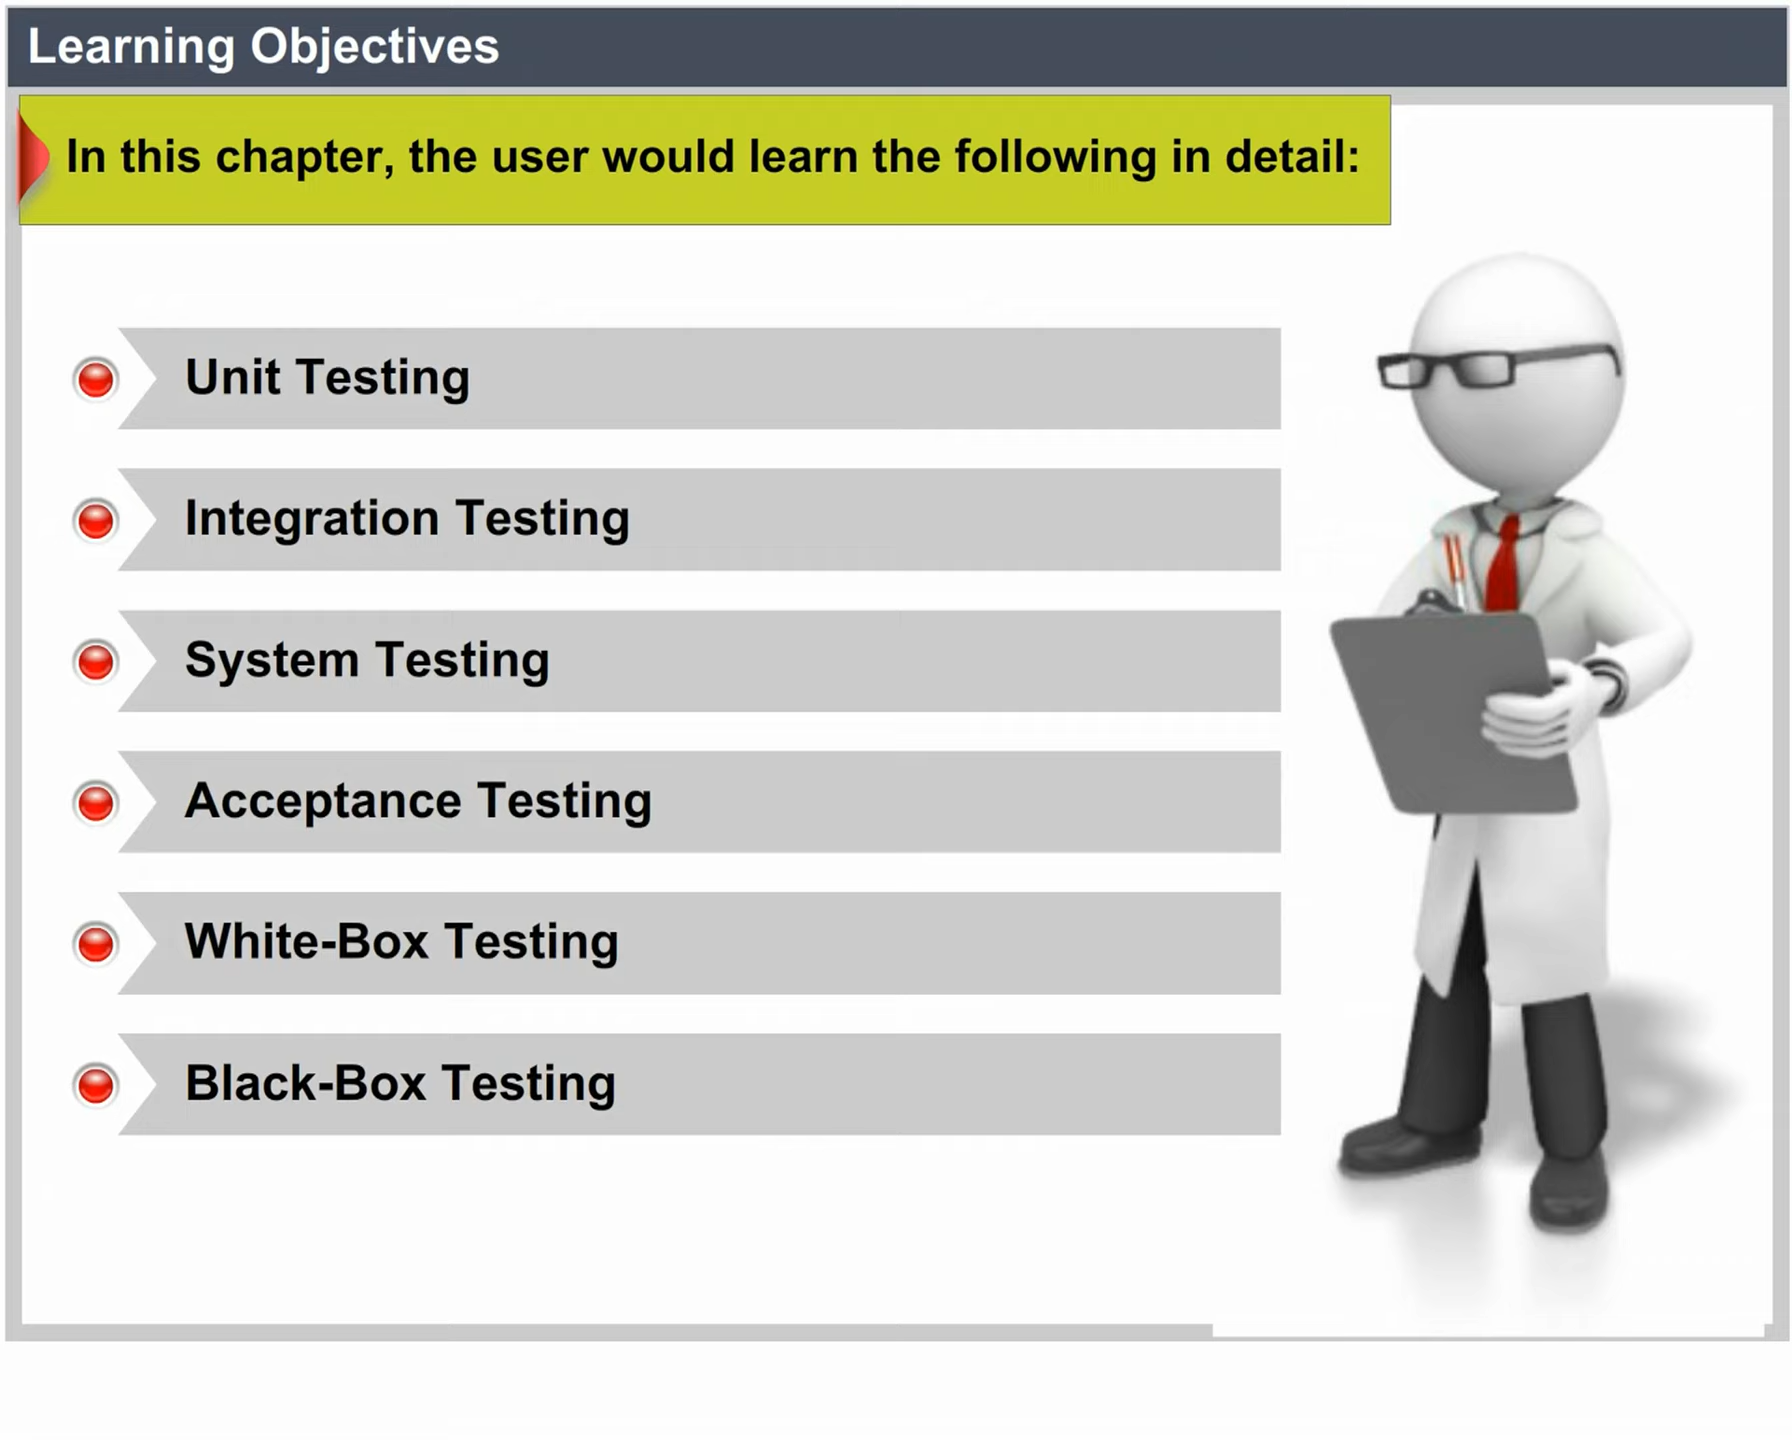 Learning Objectives
In this chapter, the user would learn the following in detail:
Unit Testing
Integration Testing
System Testing
Acceptance Testing
White-Box Testing
Black-Box Testing